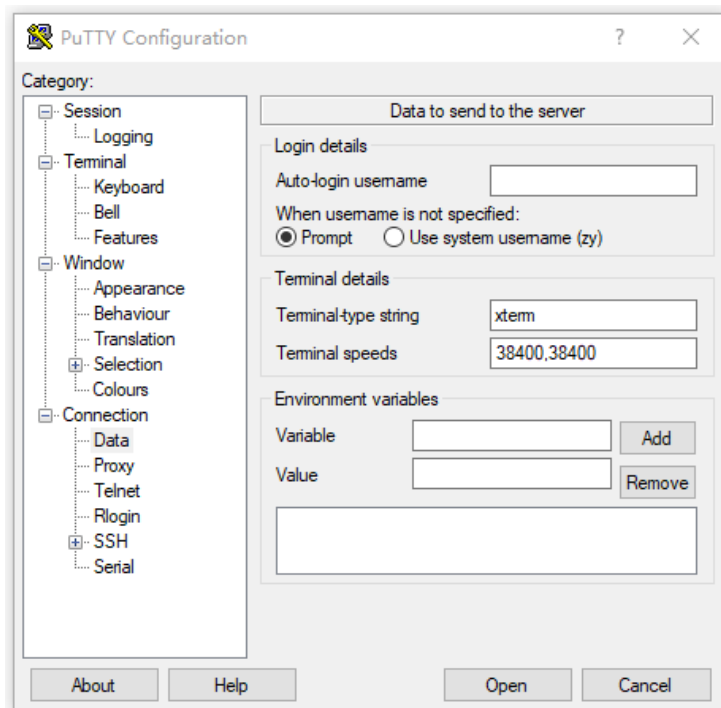 PuTTY Configuration
Category:
Session
Logging
Terminal
Keyboard
Bell
Features
Window
Appearance
Behaviour
Translation
Selection
Colours
Connection
Data
Proxy
Telnet
Rlogin
SSH
Serial
Data to send to the server
Login details
Auto-login username
When username is not specified:
Prompt Use system username (zy)
Terminal details
Terminal-type string xterm
Terminal speeds 38400,38400
Environment variables
Variable Add
Value Remove
About Help Open Cancel